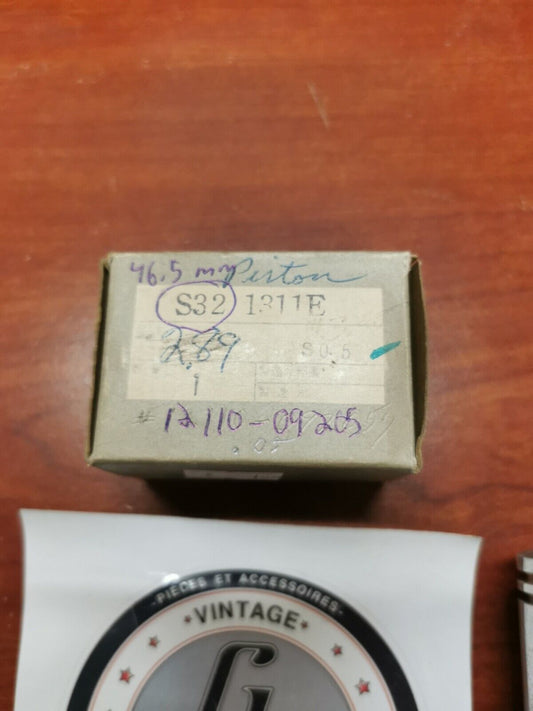 46.5 mm Piston
S32 1311E
2.89
S0.5
1
# 12110-09205
.05
-PIÈCES ET ACCESSOIRES-
★VINTAGE★
G